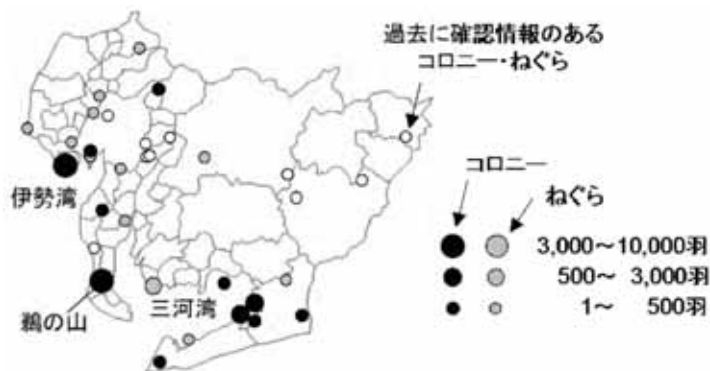 過去に確認情報のある
コロニー・ねぐら
伊勢湾
鵜の山
三河湾
コロニー
ねぐら
3,000～10,000羽
500～ 3,000羽
1～ 500羽